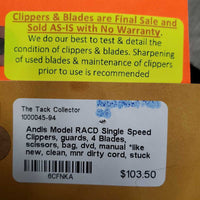 Clippers & Blades are Final Sale and
Sold AS-IS with No Warranty.
We do our best to test & detail the
condition of clippers & blades. Sharpening
of used blades & maintenance of clippers
prior to use is recommended
The Tack Collector
1000045-94
Andis Model RACD Single Speed
Clippers, guards, 4 Blades,
scissors, bag, dvd, manual *like
new, clean, mnr dirty cord, stuck
6CFNKA
$103.50